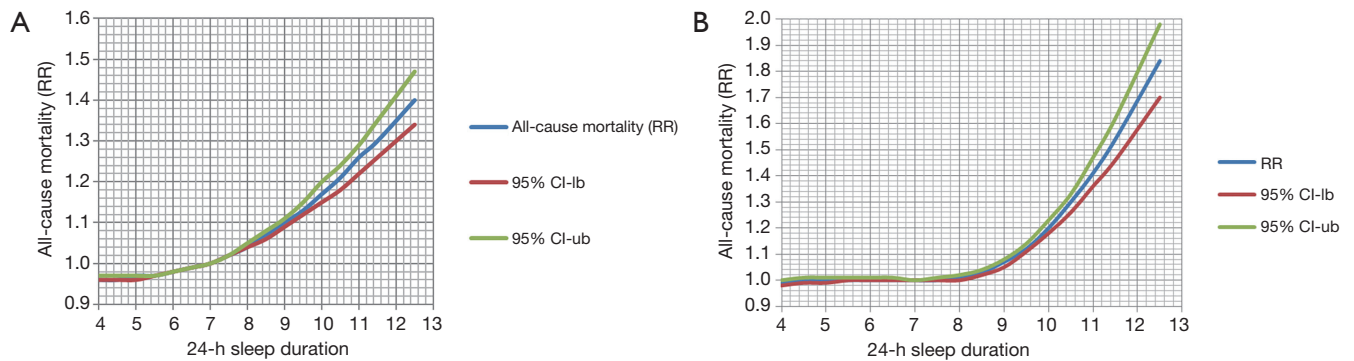 A
All-cause mortality (RR)
1.6
1.5
1.4
1.3
1.2
1.1
1.0
0.9
4 5 6 7 8 9 10 11 12 13
24-h sleep duration
All-cause mortality (RR)
95% CI-lb
95% CI-ub
B
All-cause mortality (RR)
2.0
1.9
1.8
1.7
1.6
1.5
1.4
1.3
1.2
1.1
1.0
0.9
4 5 6 7 8 9 10 11 12 13
24-h sleep duration
RR
95% CI-lb
95% CI-ub